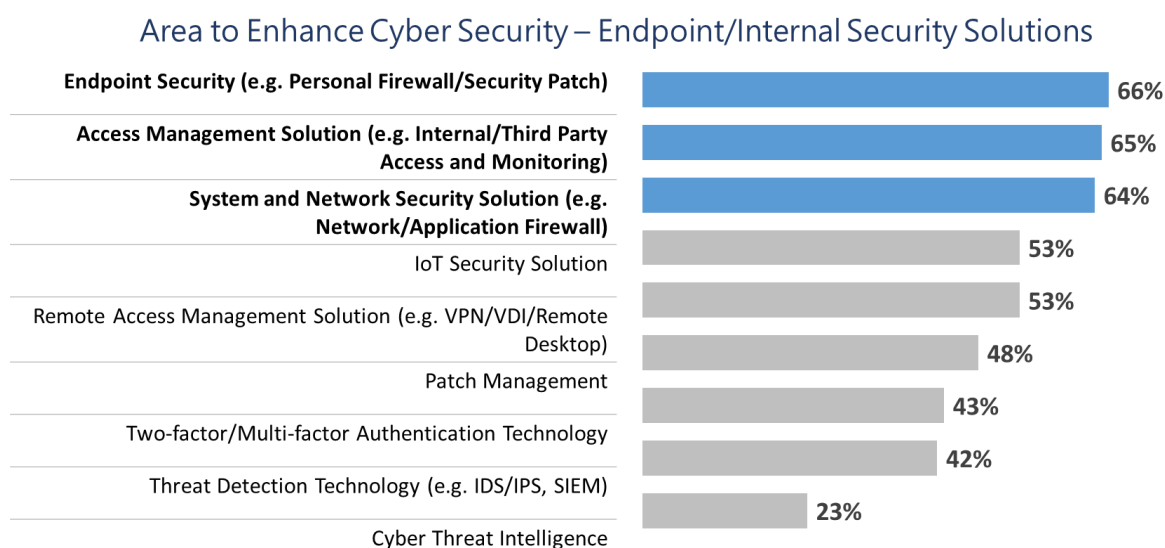 Area to Enhance Cyber Security – Endpoint/Internal Security Solutions
Endpoint Security (e.g. Personal Firewall/Security Patch)
66%
Access Management Solution (e.g. Internal/Third Party
Access and Monitoring)
65%
System and Network Security Solution (e.g.
Network/Application Firewall)
64%
IoT Security Solution
53%
Remote Access Management Solution (e.g. VPN/VDI/Remote
Desktop)
53%
Patch Management
48%
Two-factor/Multi-factor Authentication Technology
43%
Threat Detection Technology (e.g. IDS/IPS, SIEM)
42%
Cyber Threat Intelligence
23%